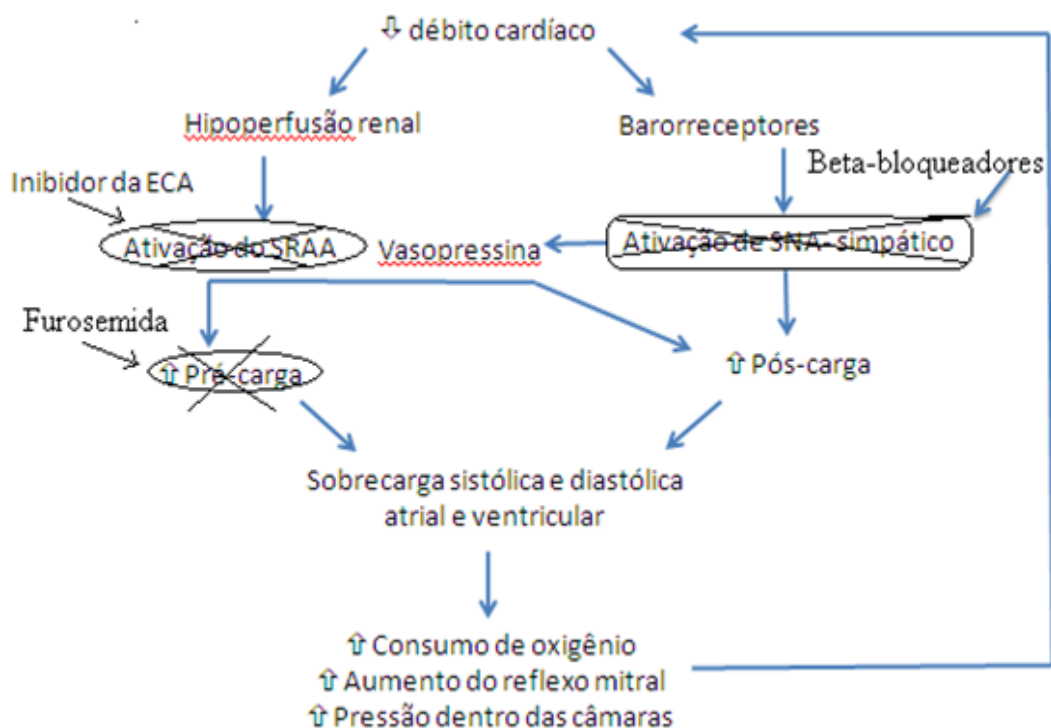 ⇩ débito cardíaco
Hipoperfusão renal
Barorreceptores
Beta-bloqueadores
Inibidor da ECA
Ativação do SRAA
Vasopressina
Ativação de SNA- simpático
Furosemida
⇧ Pré-carga
⇧ Pós-carga
Sobrecarga sistólica e diastólica
atrial e ventricular
⇧ Consumo de oxigênio
⇧ Aumento do reflexo mitral
⇧ Pressão dentro das câmaras